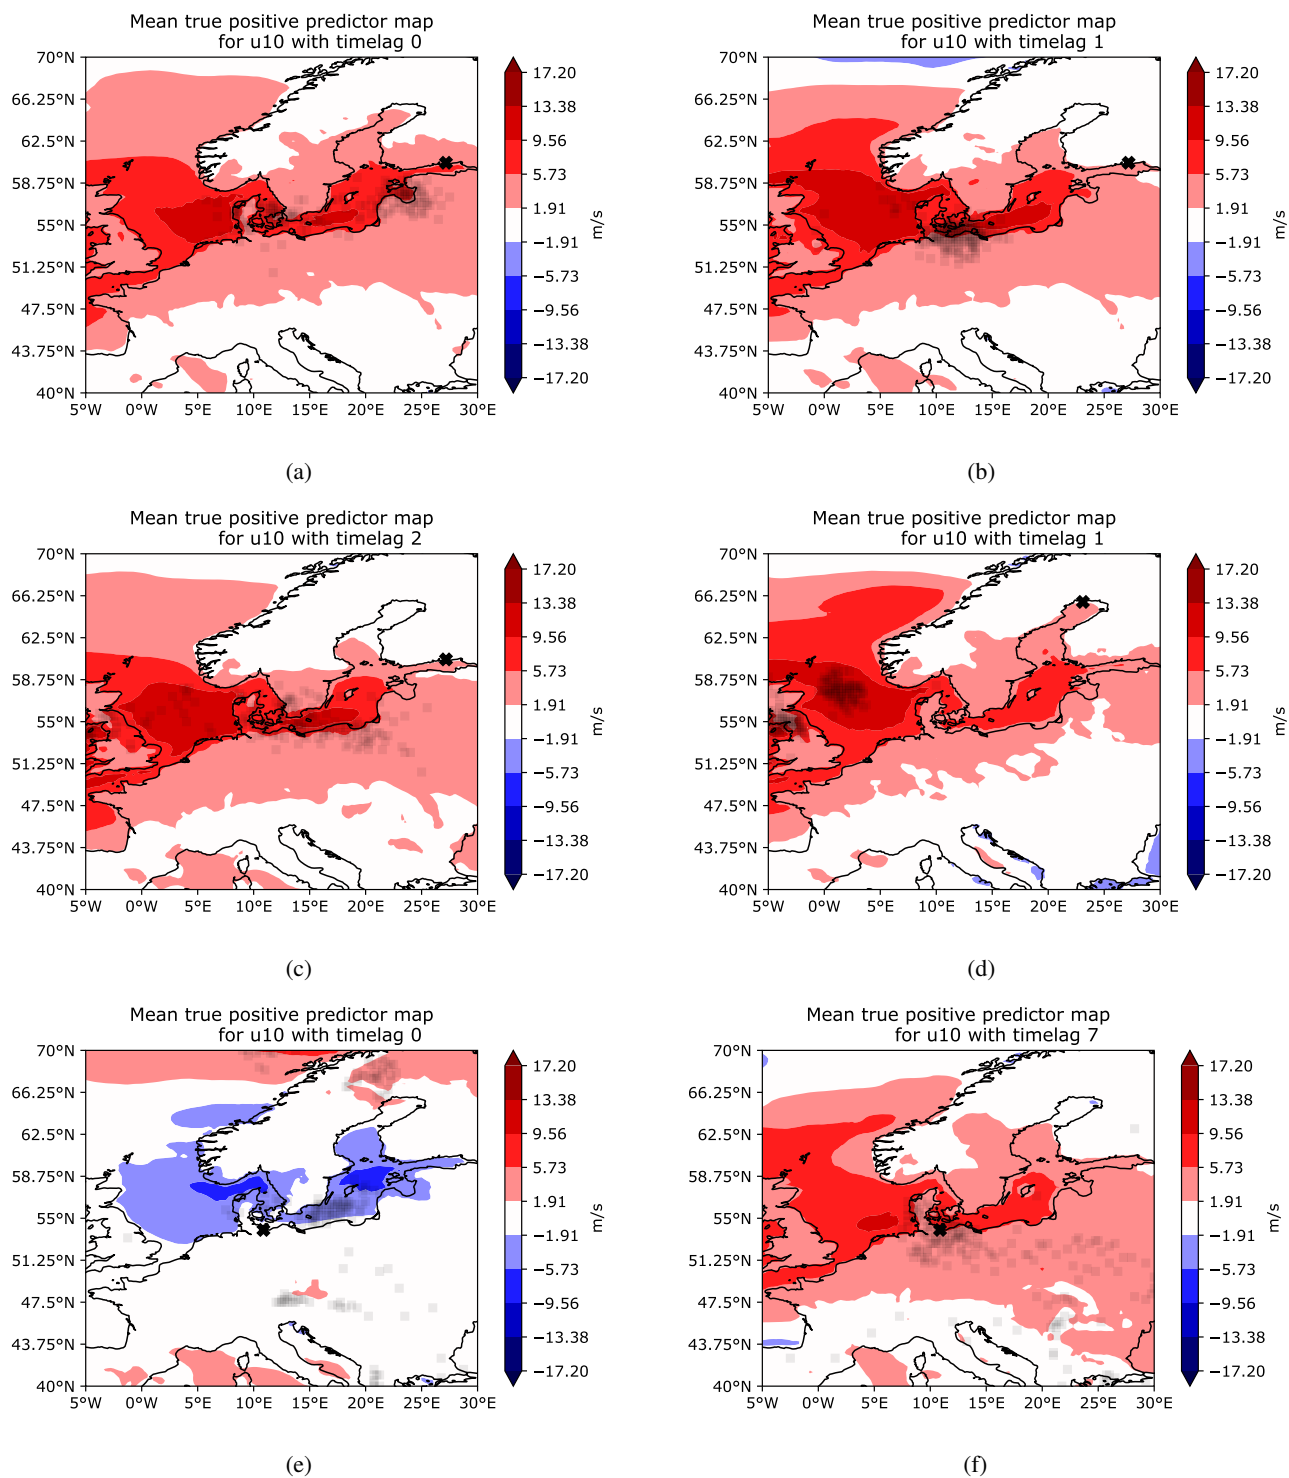 Mean true positive predictor map
for u10 with timelag 0
70°N
66.25°N
62.5°N
58.75°N
55°N
51.25°N
47.5°N
43.75°N
40°N
5°W 0°W 5°E 10°E 15°E 20°E 25°E 30°E
17.20
13.38
9.56
5.73
1.91
−1.91
−5.73
−9.56
−13.38
−17.20
m/s
(a)
Mean true positive predictor map
for u10 with timelag 1
70°N
66.25°N
62.5°N
58.75°N
55°N
51.25°N
47.5°N
43.75°N
40°N
5°W 0°W 5°E 10°E 15°E 20°E 25°E 30°E
17.20
13.38
9.56
5.73
1.91
−1.91
−5.73
−9.56
−13.38
−17.20
m/s
(b)
Mean true positive predictor map
for u10 with timelag 2
70°N
66.25°N
62.5°N
58.75°N
55°N
51.25°N
47.5°N
43.75°N
40°N
5°W 0°W 5°E 10°E 15°E 20°E 25°E 30°E
17.20
13.38
9.56
5.73
1.91
−1.91
−5.73
−9.56
−13.38
−17.20
m/s
(c)
Mean true positive predictor map
for u10 with timelag 1
70°N
66.25°N
62.5°N
58.75°N
55°N
51.25°N
47.5°N
43.75°N
40°N
5°W 0°W 5°E 10°E 15°E 20°E 25°E 30°E
17.20
13.38
9.56
5.73
1.91
−1.91
−5.73
−9.56
−13.38
−17.20
m/s
(d)
Mean true positive predictor map
for u10 with timelag 0
70°N
66.25°N
62.5°N
58.75°N
55°N
51.25°N
47.5°N
43.75°N
40°N
5°W 0°W 5°E 10°E 15°E 20°E 25°E 30°E
17.20
13.38
9.56
5.73
1.91
−1.91
−5.73
−9.56
−13.38
−17.20
m/s
(e)
Mean true positive predictor map
for u10 with timelag 7
70°N
66.25°N
62.5°N
58.75°N
55°N
51.25°N
47.5°N
43.75°N
40°N
5°W 0°W 5°E 10°E 15°E 20°E 25°E 30°E
17.20
13.38
9.56
5.73
1.91
−1.91
−5.73
−9.56
−13.38
−17.20
m/s
(f)